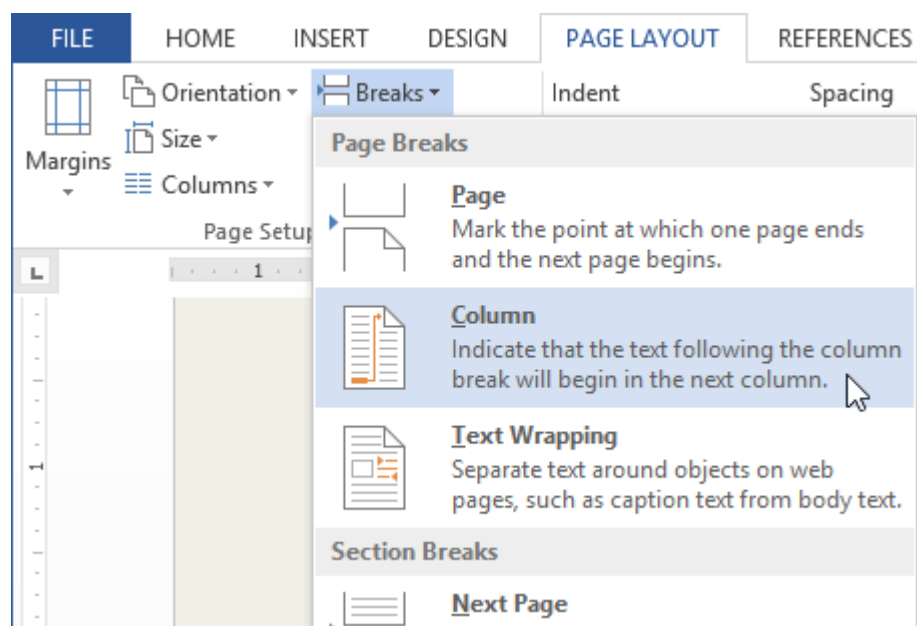 FILE HOME INSERT DESIGN PAGE LAYOUT REFERENCES
Orientation Breaks Indent Spacing
Size
Margins
Columns
Page Setup
Page Breaks
Page
Mark the point at which one page ends
and the next page begins.
L 1
Column
Indicate that the text following the column
break will begin in the next column.
1
Text Wrapping
Separate text around objects on web
pages, such as caption text from body text.
Section Breaks
Next Page